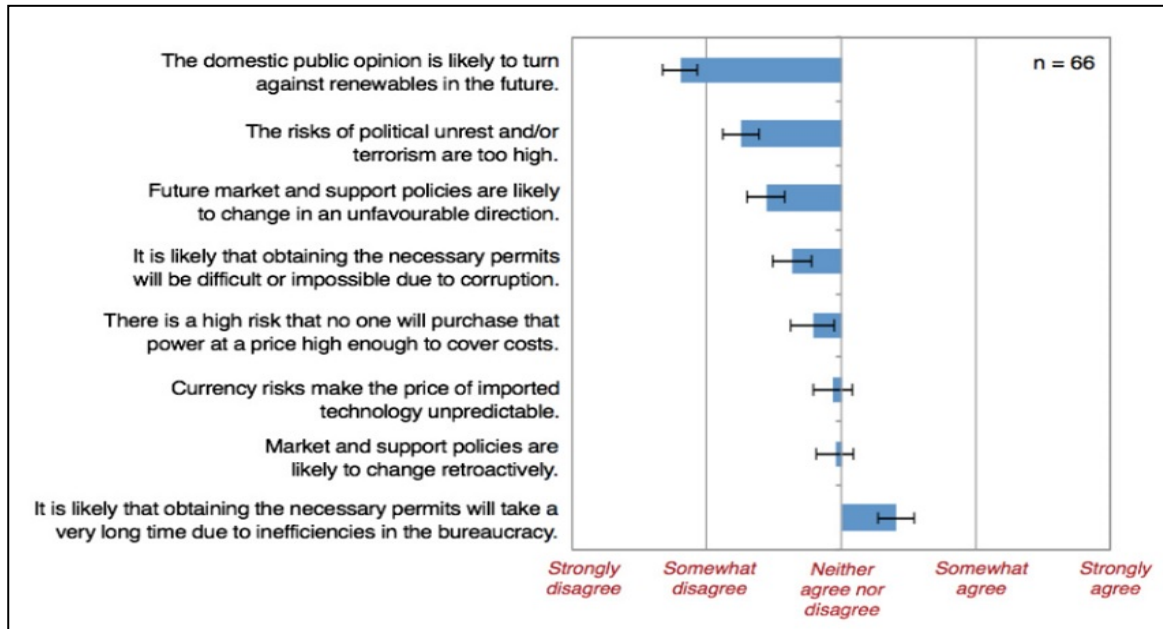 n = 66
The domestic public opinion is likely to turn
against renewables in the future.
The risks of political unrest and/or
terrorism are too high.
Future market and support policies are likely
to change in an unfavourable direction.
It is likely that obtaining the necessary permits
will be difficult or impossible due to corruption.
There is a high risk that no one will purchase that
power at a price high enough to cover costs.
Currency risks make the price of imported
technology unpredictable.
Market and support policies are
likely to change retroactively.
It is likely that obtaining the necessary permits will take a
very long time due to inefficiencies in the bureaucracy.
Strongly
disagree
Somewhat
disagree
Neither
agree nor
disagree
Somewhat
agree
Strongly
agree